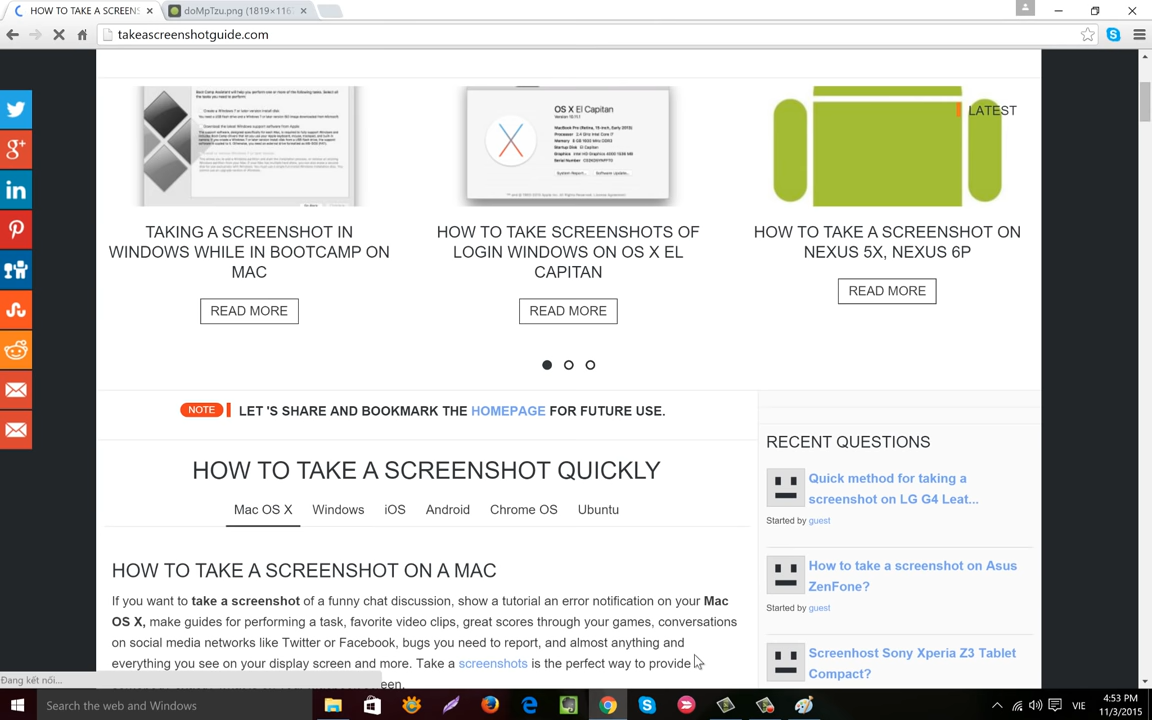 HOW TO TAKE A SCREENS
doMpTzu.png (1819×116
takeascreenshotguide.com
OS X El Capitan
LATEST
TAKING A SCREENSHOT IN
WINDOWS WHILE IN BOOTCAMP ON
MAC
READ MORE
HOW TO TAKE SCREENSHOTS OF
LOGIN WINDOWS ON OS X EL
CAPITAN
READ MORE
HOW TO TAKE A SCREENSHOT ON
NEXUS 5X, NEXUS 6P
READ MORE
NOTE
LET 'S SHARE AND BOOKMARK THE HOMEPAGE FOR FUTURE USE.
HOW TO TAKE A SCREENSHOT QUICKLY
Mac OS X Windows iOS Android Chrome OS Ubuntu
HOW TO TAKE A SCREENSHOT ON A MAC
If you want to take a screenshot of a funny chat discussion, show a tutorial an error notification on your Mac
OS X, make guides for performing a task, favorite video clips, great scores through your games, conversations
on social media networks like Twitter or Facebook, bugs you need to report, and almost anything and
everything you see on your display screen and more. Take a screenshots is the perfect way to provide
RECENT QUESTIONS
Quick method for taking a
screenshot on LG G4 Leat...
Started by guest
How to take a screenshot on Asus
ZenFone?
Started by guest
Screenhost Sony Xperia Z3 Tablet
Compact?
Đang kết nối...
Search the web and Windows
VIE
4:53 PM
11/3/2015